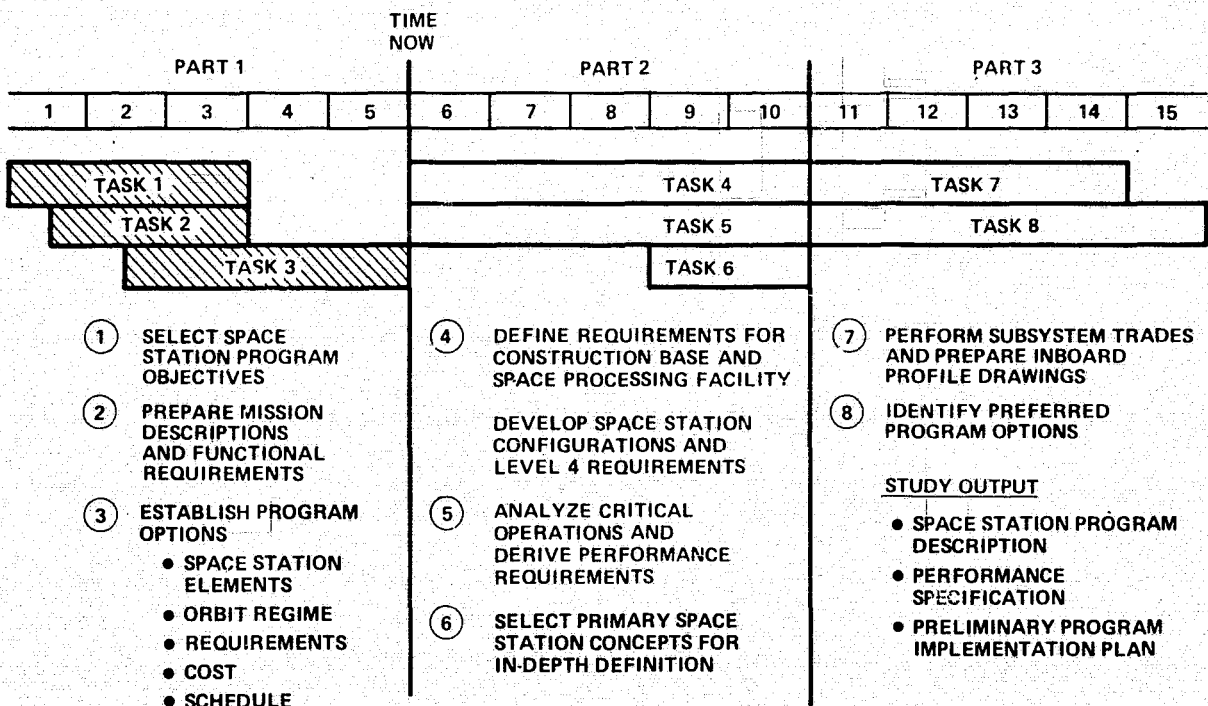 TIME
NOW
PART 1 PART 2 PART 3
1 2 3 4 5 6 7 8 9 10 11 12 13 14 15
TASK 1 TASK 4 TASK 7
TASK 2 TASK 5 TASK 8
TASK 3 TASK 6
1 SELECT SPACE
STATION PROGRAM
OBJECTIVES
2 PREPARE MISSION
DESCRIPTIONS
AND FUNCTIONAL
REQUIREMENTS
3 ESTABLISH PROGRAM
OPTIONS
• SPACE STATION
ELEMENTS
• ORBIT REGIME
• REQUIREMENTS
• COST
• SCHEDULE
4 DEFINE REQUIREMENTS FOR
CONSTRUCTION BASE AND
SPACE PROCESSING FACILITY
DEVELOP SPACE STATION
CONFIGURATIONS AND
LEVEL 4 REQUIREMENTS
5 ANALYZE CRITICAL
OPERATIONS AND
DERIVE PERFORMANCE
REQUIREMENTS
6 SELECT PRIMARY SPACE
STATION CONCEPTS FOR
IN-DEPTH DEFINITION
7 PERFORM SUBSYSTEM TRADES
AND PREPARE INBOARD
PROFILE DRAWINGS
8 IDENTIFY PREFERRED
PROGRAM OPTIONS
STUDY OUTPUT
• SPACE STATION PROGRAM
DESCRIPTION
• PERFORMANCE
SPECIFICATION
• PRELIMINARY PROGRAM
IMPLEMENTATION PLAN